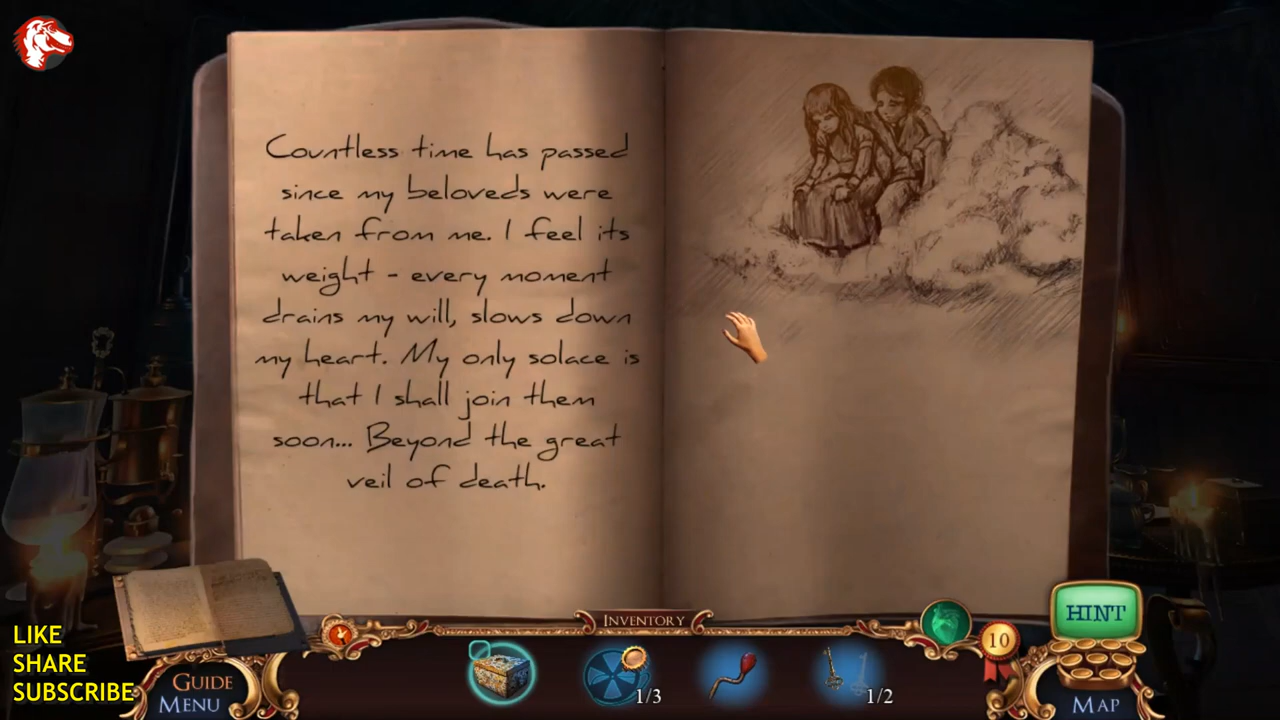 Countless time has passed
since my beloveds were
taken from me. I feel its
weight - every moment
drains my will, slows down
my heart. My only solace is
that I shall join them
soon... Beyond the great
veil of death.
INVENTORY
10
HINT
LIKE
SHARE
SUBSCRIBE
GUIDE
MENU
1/3
1/2
MAP